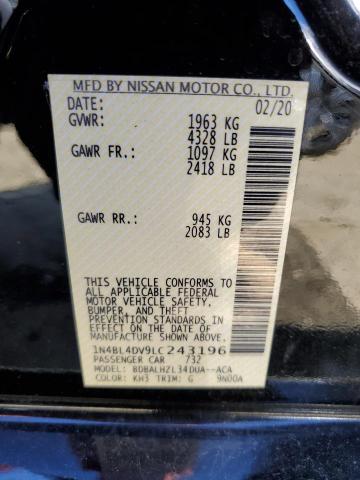 MFD BY NISSAN MOTOR CO., LTD.
DATE: 02/20
GVWR: 1963 KG
4328 LB
GAWR FR.: 1097 KG
2418 LB
GAWR RR.: 945 KG
2083 LB
THIS VEHICLE CONFORMS TO
ALL APPLICABLE FEDERAL
MOTOR VEHICLE SAFETY,
BUMPER, AND THEFT
PREVENTION STANDARDS IN
EFFECT ON THE DATE OF
MANUFACTURE SHOWN ABOVE.
1N4BL4DV9LC243196
PASSENGER CAR 732
MODEL: BDBALHZL34DUA--ACA
COLOR: KH3 TRIM: G 9N00A